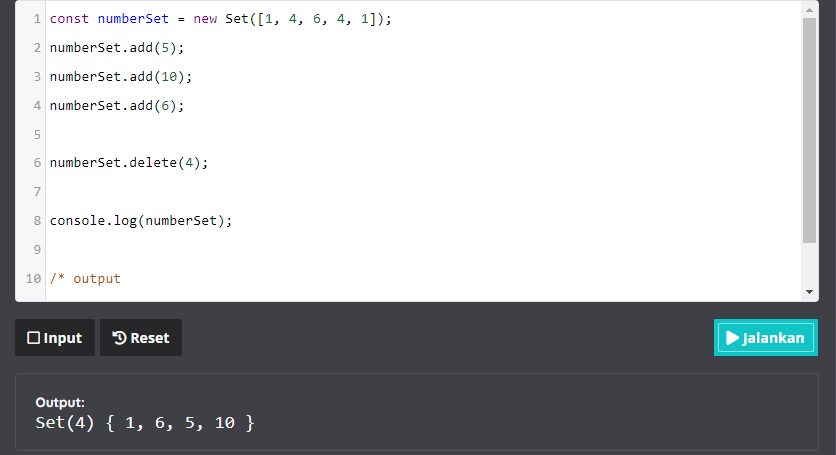 1 const numberSet = new Set([1, 4, 6, 4, 1]);
2 numberSet.add(5);
3 numberSet.add(10);
4 numberSet.add(6);
5
6 numberSet.delete(4);
7
8 console.log(numberSet);
9
10 /* output
Input Reset Jalankan
Output:
Set(4) { 1, 6, 5, 10 }